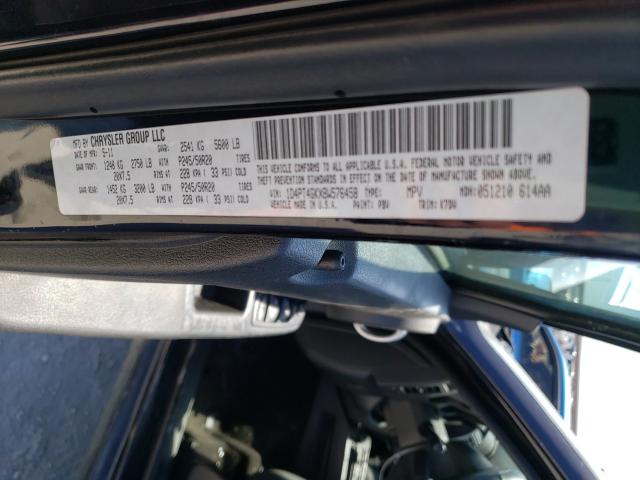 MFD BY CHRYSLER GROUP LLC
DATE OF MFR 5-11 GVWR: 2541 KG 5600 LB
GAWR FRONT: 1248 KG 2750 LB P245/50R20 TIRES
20X7.5 RIMS AT 228 KPA ( 33 PSI COLD
GAWR REAR: 1452 KG 3200 LB P245/50R20 TIRES
20X7.5 RIMS AT 228 KPA ( 33 PSI COLD
THIS VEHICLE CONFORMS TO ALL APPLICABLE U.S.A. FEDERAL MOTOR VEHICLE SAFETY AND
THEFT PREVENTION STANDARDS IN EFFECT ON THE DATE OF MANUFACTURE SHOWN ABOVE.
VIN: TYPE: MPV MDH: 051210 614AA
VEHICLE MADE IN U.S.A. PAINT: PBV TRIM: K7DV